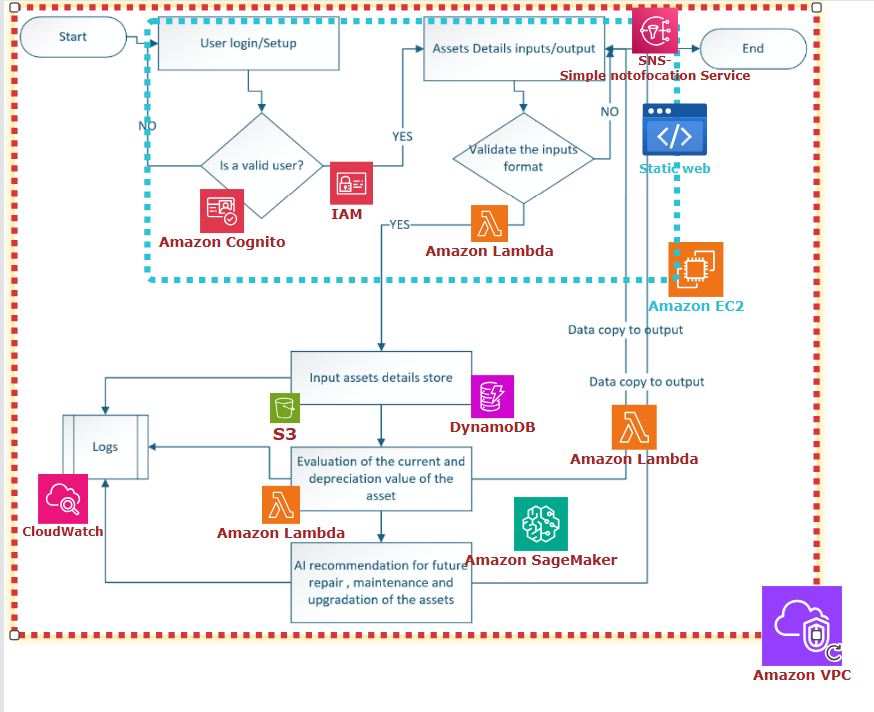 Start
User login/Setup
Assets Details inputs/output
SNS-
Simple notofocation Service
End
NO
YES
NO
Is a valid user?
Validate the inputs
format
Static web
IAM
Amazon Cognito
YES
Amazon Lambda
Amazon EC2
Data copy to output
Input assets details store
Data copy to output
S3
DynamoDB
Logs
Amazon Lambda
Evaluation of the current and
depreciation value of the
asset
CloudWatch
Amazon Lambda
Amazon SageMaker
AI recommendation for future
repair , maintenance and
upgradation of the assets
Amazon VPC